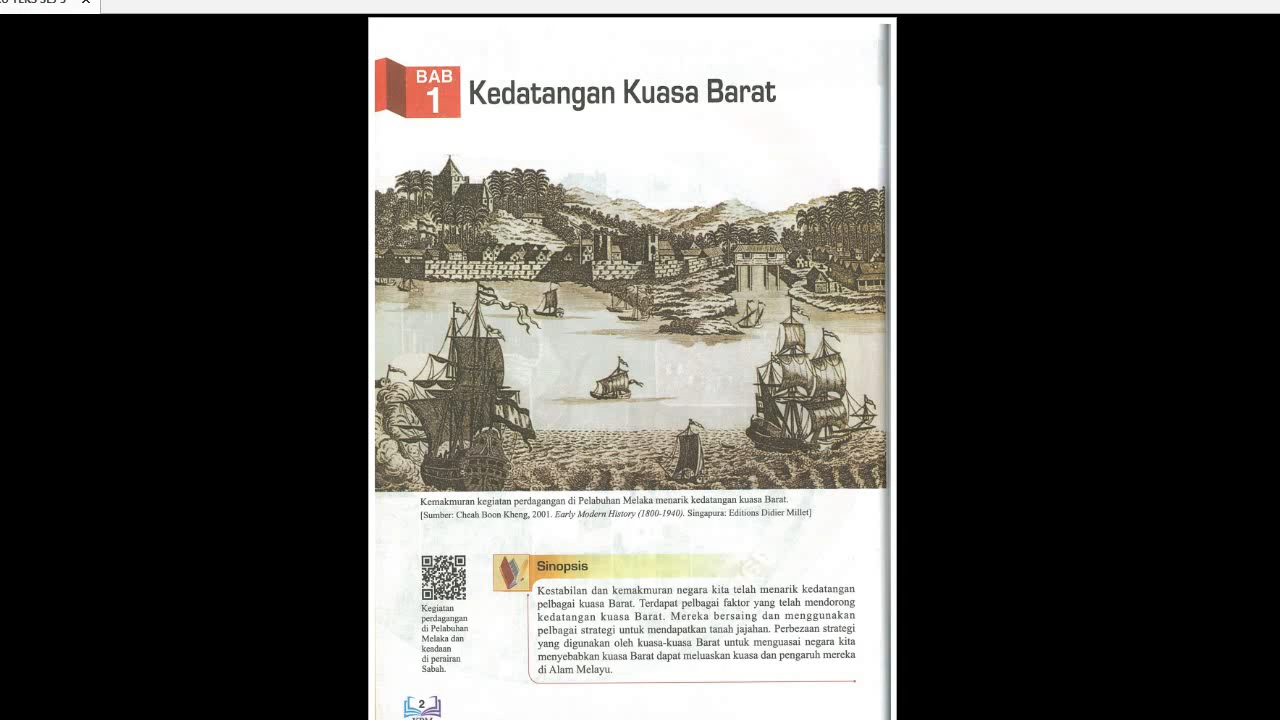 BAB
1
Kedatangan Kuasa Barat
Kemakmuran kegiatan perdagangan di Pelabuhan Melaka menarik kedatangan kuasa Barat.
[Sumber: Cheah Boon Kheng, 2001. Early Modern History (1800-1940). Singapura: Editions Didier Millet]
Kegiatan
perdagangan
di Pelabuhan
Melaka dan
keadaan
di perairan
Sabah.
Sinopsis
Kestabilan dan kemakmuran negara kita telah menarik kedatangan
pelbagai kuasa Barat. Terdapat pelbagai faktor yang telah mendorong
kedatangan kuasa Barat. Mereka bersaing dan menggunakan
pelbagai strategi untuk mendapatkan tanah jajahan. Perbezaan strategi
yang digunakan oleh kuasa-kuasa Barat untuk menguasai negara kita
menyebabkan kuasa Barat dapat meluaskan kuasa dan pengaruh mereka
di Alam Melayu.
2